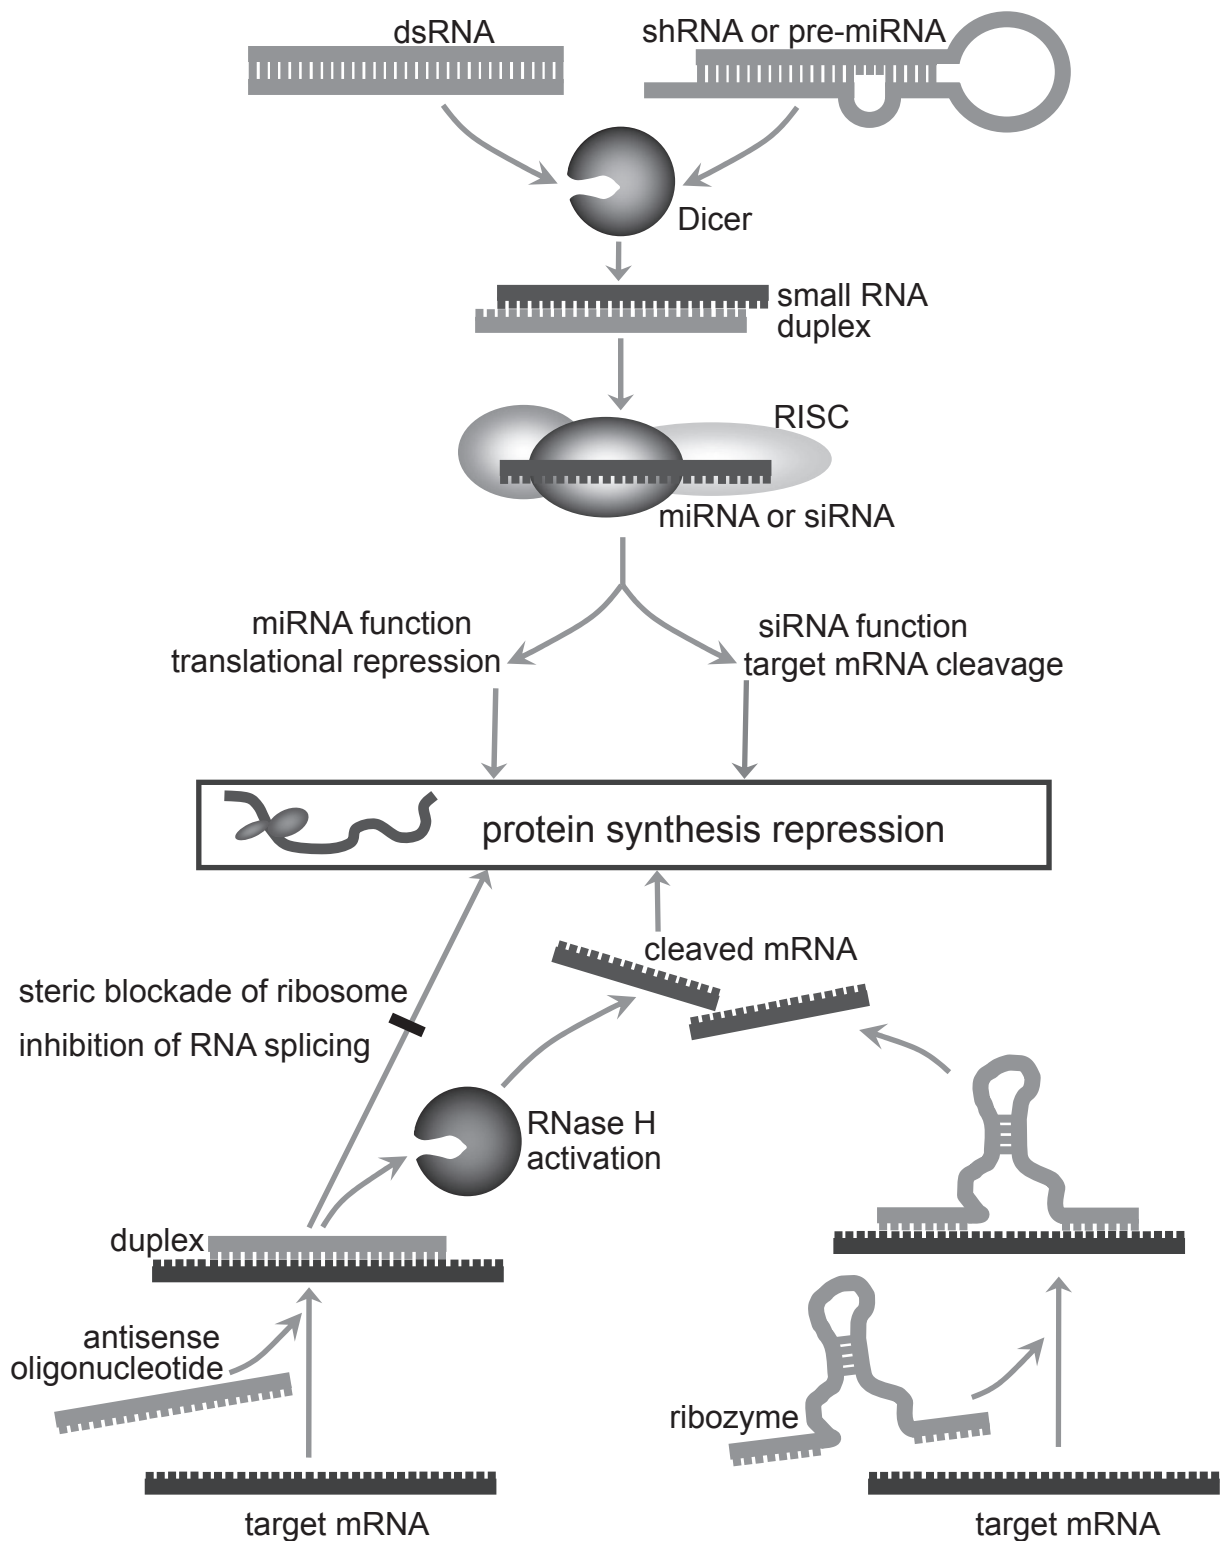 dsRNA
shRNA or pre-miRNA
Dicer
small RNA
duplex
RISC
miRNA or siRNA
miRNA function
translational repression
siRNA function
target mRNA cleavage
protein synthesis repression
cleaved mRNA
steric blockade of ribosome
inhibition of RNA splicing
RNase H
activation
duplex
antisense
oligonucleotide
ribozyme
target mRNA
target mRNA